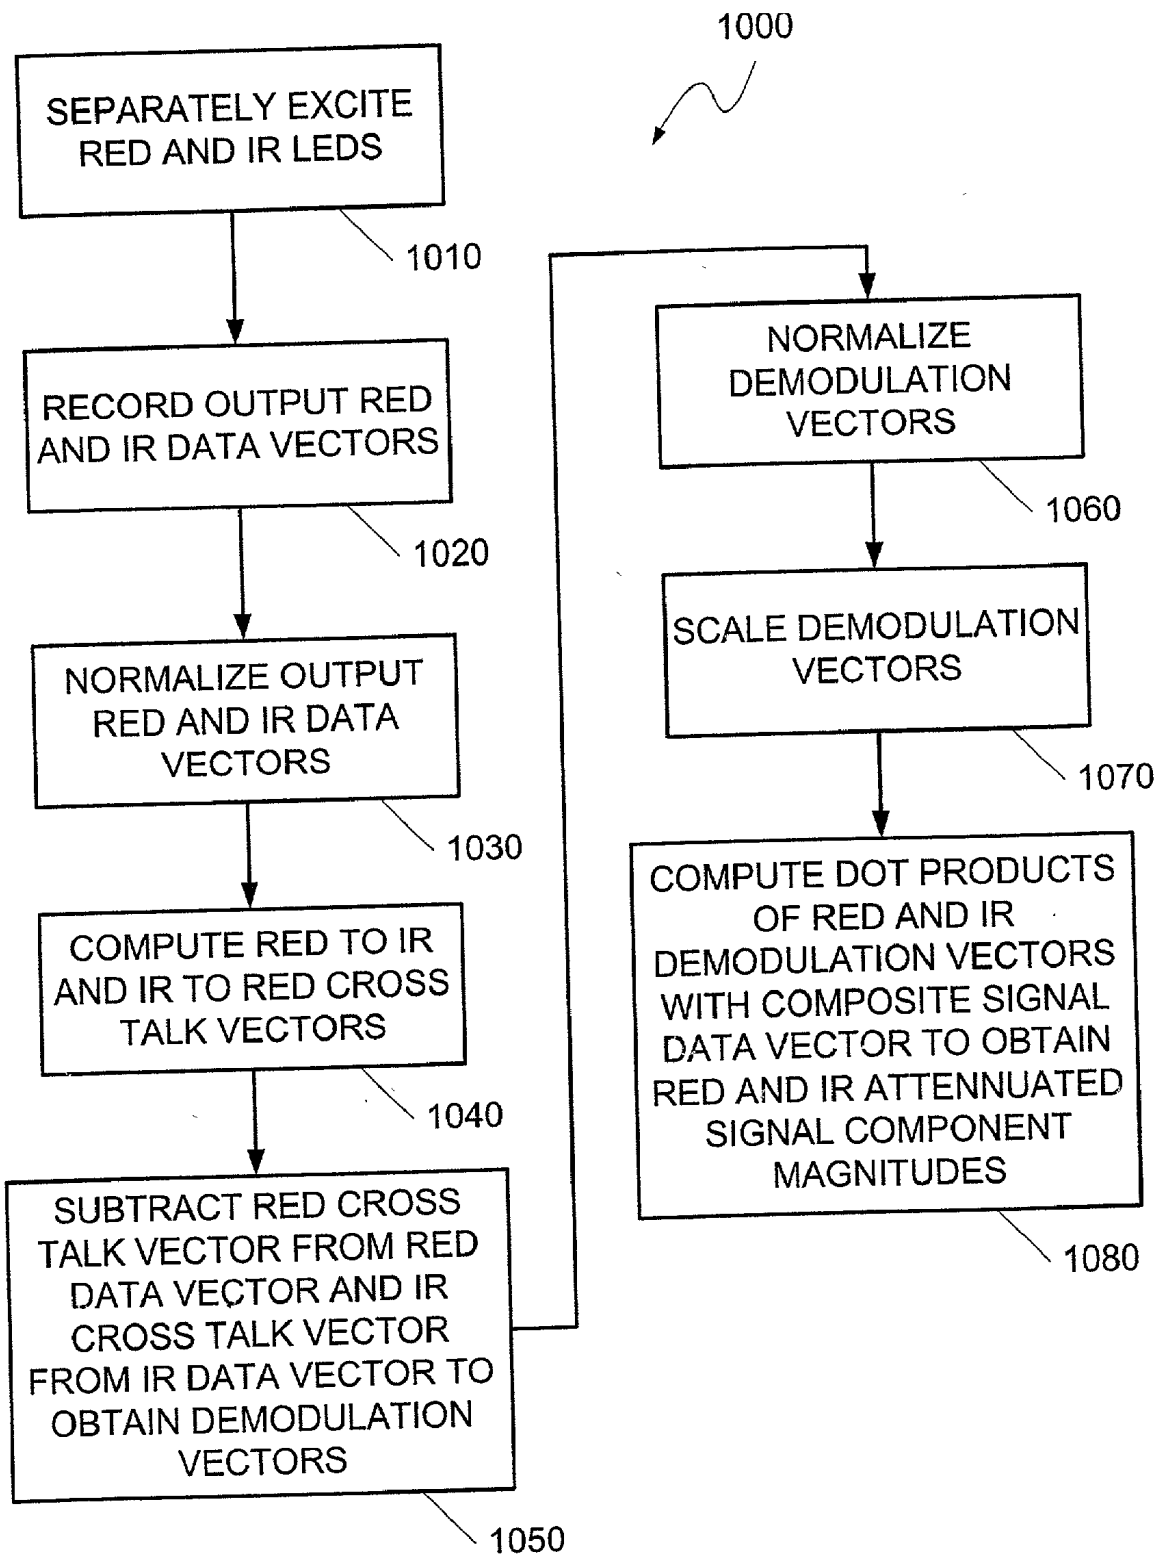 1000
SEPARATELY EXCITE
RED AND IR LEDS
1010
RECORD OUTPUT RED
AND IR DATA VECTORS
1020
NORMALIZE OUTPUT
RED AND IR DATA
VECTORS
1030
COMPUTE RED TO IR
AND IR TO RED CROSS
TALK VECTORS
1040
SUBTRACT RED CROSS
TALK VECTOR FROM RED
DATA VECTOR AND IR
CROSS TALK VECTOR
FROM IR DATA VECTOR TO
OBTAIN DEMODULATION
VECTORS
1050
NORMALIZE
DEMODULATION
VECTORS
1060
SCALE DEMODULATION
VECTORS
1070
COMPUTE DOT PRODUCTS
OF RED AND IR
DEMODULATION VECTORS
WITH COMPOSITE SIGNAL
DATA VECTOR TO OBTAIN
RED AND IR ATTENNUATED
SIGNAL COMPONENT
MAGNITUDES
1080